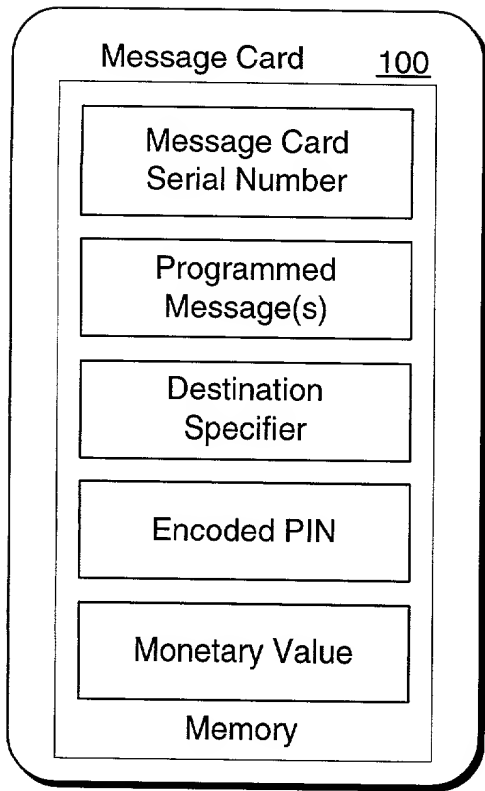 Message Card 100
Message Card
Serial Number
Programmed
Message(s)
Destination
Specifier
Encoded PIN
Monetary Value
Memory